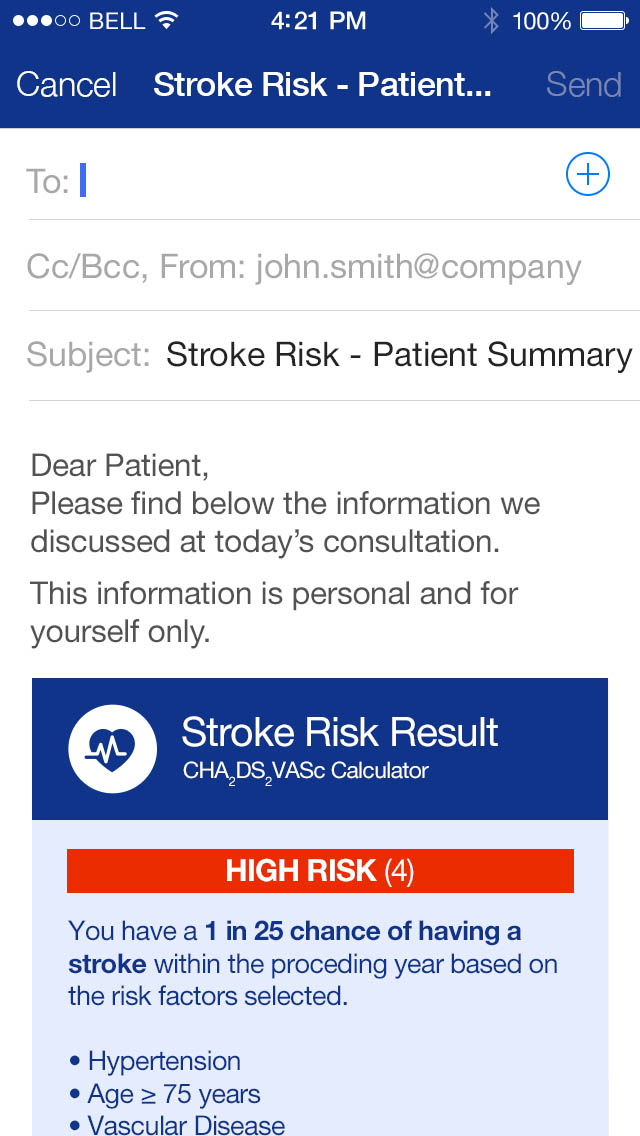 BELL 4:21 PM 100%
Cancel Stroke Risk - Patient... Send
To:
Cc/Bcc, From: john.smith@company
Subject: Stroke Risk - Patient Summary
Dear Patient,
Please find below the information we
discussed at today’s consultation.
This information is personal and for
yourself only.
Stroke Risk Result
CHA₂DS₂VASc Calculator
HIGH RISK (4)
You have a 1 in 25 chance of having a
stroke within the proceding year based on
the risk factors selected.
• Hypertension
• Age ≥ 75 years
• Vascular Disease